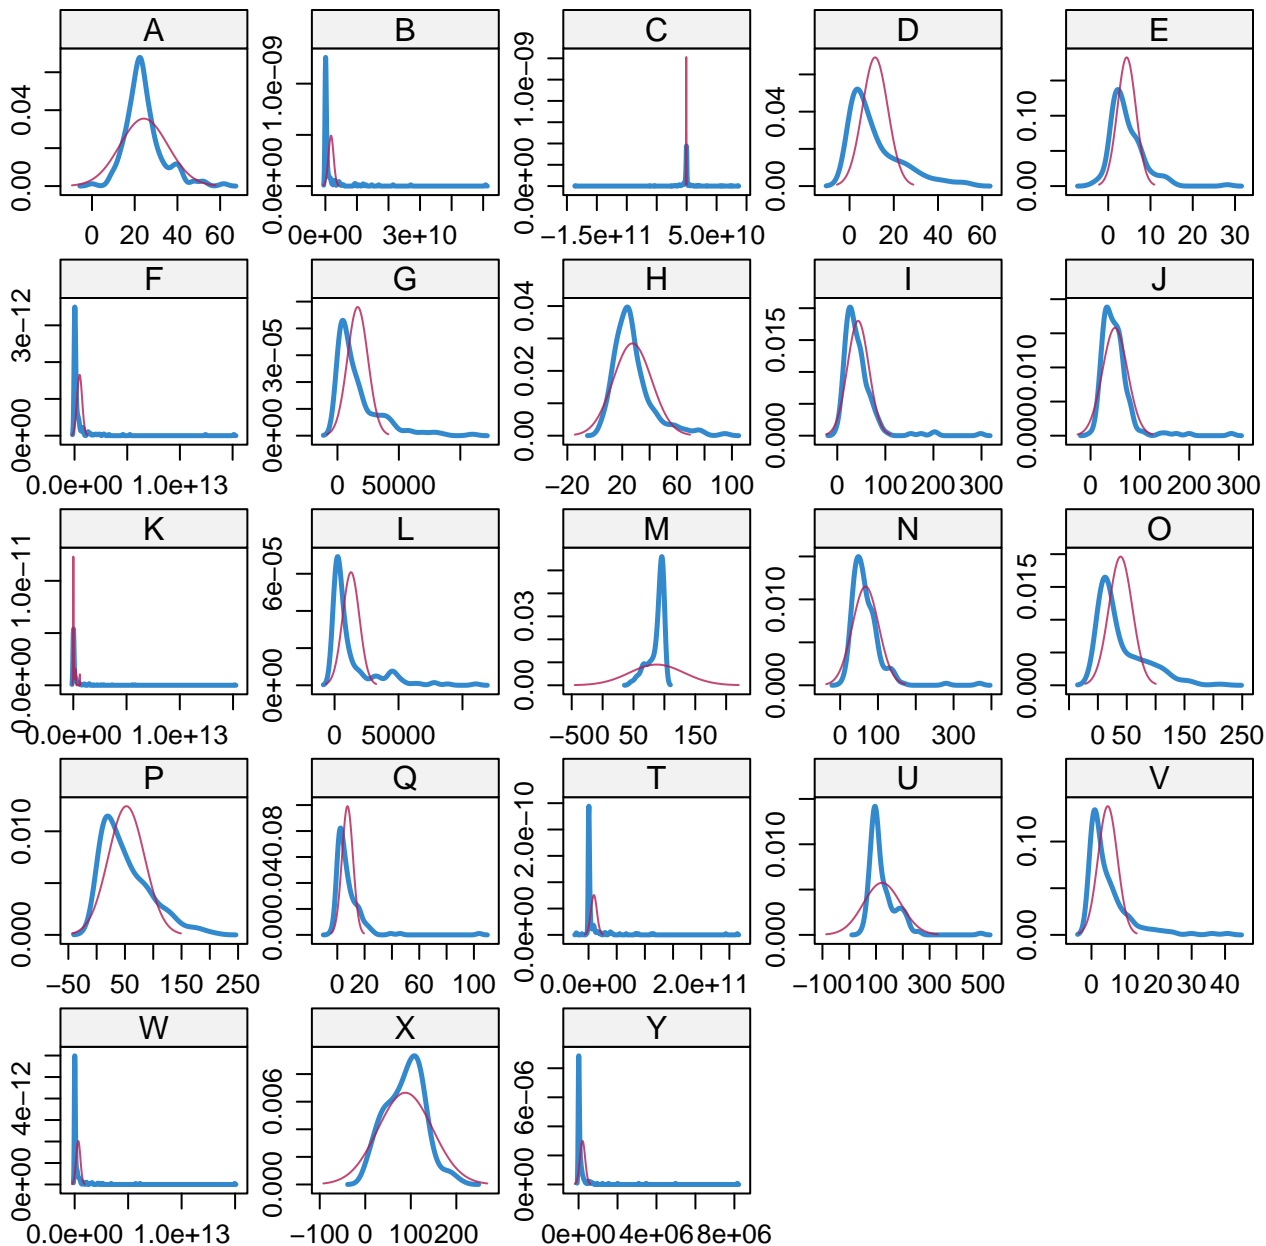 A
B
C
D
E
0.00 0.04
0 20 40 60
0.0e+00 1.0e−09
0e+00 3e+10
0.0e+00 1.0e−09
−1.5e+11 5.0e+10
0.00 0.04
0 20 40 60
0.00 0.10
0 10 20 30
F
G
H
I
J
0e+00 3e−12
0.0e+00 1.0e+13
0e+00 3e−05
0 50000
0.00 0.02 0.04
−20 20 60 100
0.000 0.015
0 100 200 300
0.000 0.010
0 100 200 300
K
L
M
N
O
0.0e+00 1.0e−11
0.0e+00 1.0e+13
0e+00 6e−05
0 50000
0.00 0.03
−50 0 50 150
0.000 0.010
0 100 300
0.000 0.015
0 50 150 250
P
Q
T
U
V
0.000 0.010
−50 50 150 250
0.00 0.04 0.08
0 20 60 100
0.0e+00 2.0e−10
0.0e+00 2.0e+11
0.000 0.010
−100 100 300 500
0.00 0.10
0 10 20 30 40
W
X
Y
0e+00 4e−12
0.0e+00 1.0e+13
0.000 0.006
−100 0 100 200
0e+00 6e−06
0e+00 4e+06 8e+06